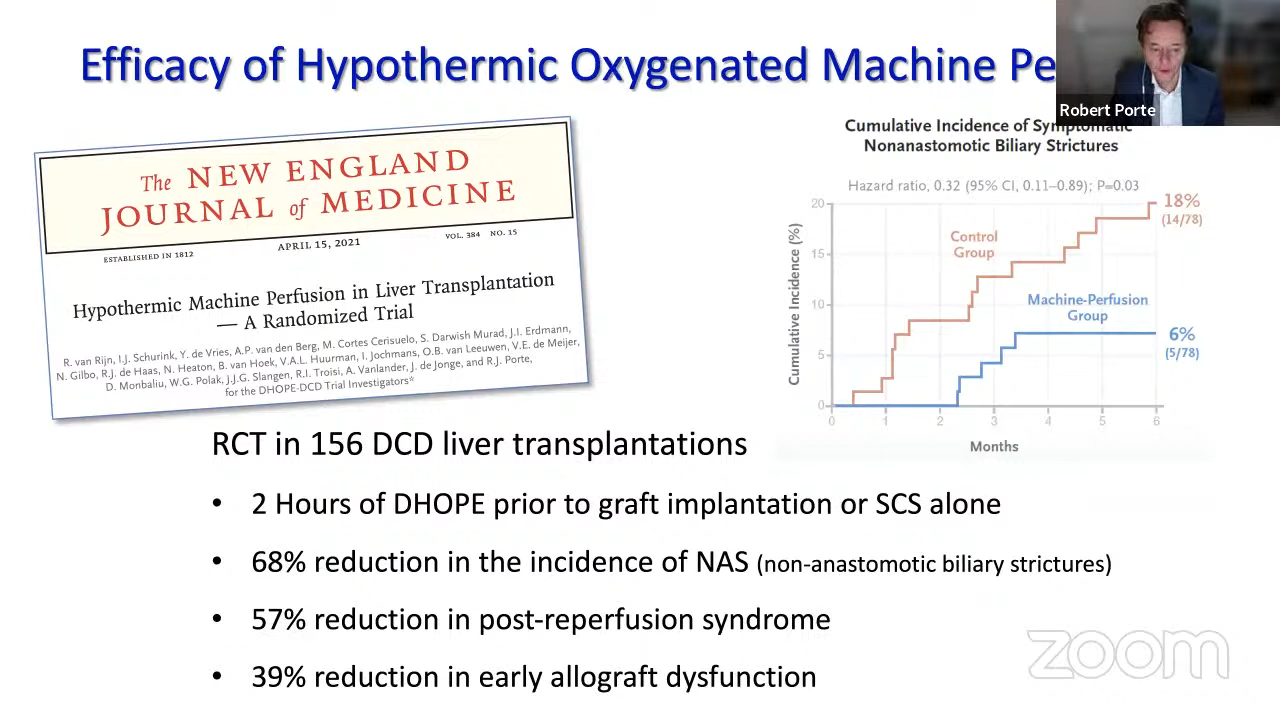 Efficacy of Hypothermic Oxygenated Machine Pe
Robert Porte
The NEW ENGLAND
JOURNAL of MEDICINE
ESTABLISHED IN 1812
APRIL 15, 2021
VOL. 384 NO. 15
Hypothermic Machine Perfusion in Liver Transplantation
— A Randomized Trial
R. van Rijn, I.J. Schurink, Y. de Vries, A.P. van den Berg, M. Cortes Cerisuelo, S. Darwish Murad, J.I. Erdmann,
N. Gilbo, R.J. de Haas, N. Heaton, B. van Hoek, V.A.L. Huurman, I. Jochmans, O.B. van Leeuwen, V.E. de Meijer,
D. Monbaliu, W.G. Polak, J.J.G. Slangen, R.I. Troisi, A. Vanlander, J. de Jonge, and R.J. Porte,
for the DHOPE-DCD Trial Investigators*
Cumulative Incidence of Symptomatic
Nonanastomotic Biliary Strictures
Hazard ratio, 0.32 (95% CI, 0.11–0.89); P=0.03
Cumulative Incidence (%)
20
15
10
5
0
Control
Group
18%
(14/78)
Machine-Perfusion
Group
6%
(5/78)
0 1 2 3 4 5 6
Months
RCT in 156 DCD liver transplantations
• 2 Hours of DHOPE prior to graft implantation or SCS alone
• 68% reduction in the incidence of NAS (non-anastomotic biliary strictures)
• 57% reduction in post-reperfusion syndrome
• 39% reduction in early allograft dysfunction
zoom